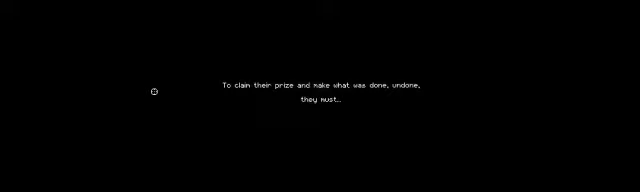 To claim their prize and make what was done, undone,
they must...